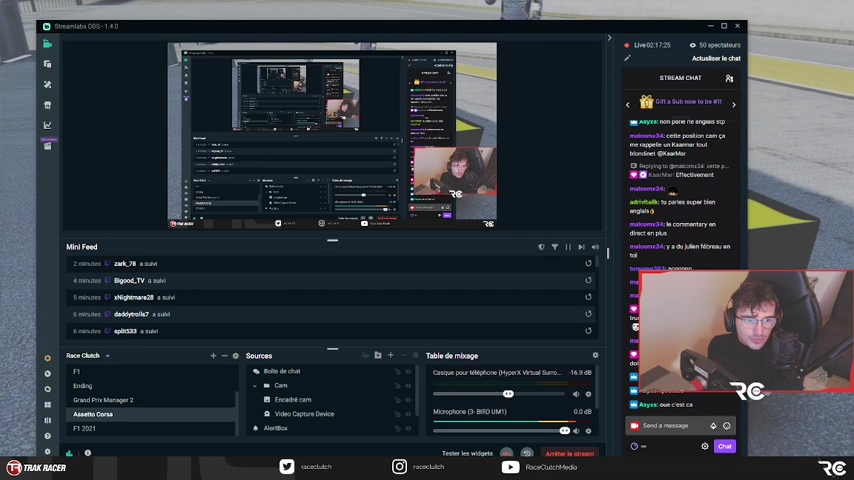 Streamlabs OBS - 1.4.0
Live 02:17:25
50 spectateurs
Actualiser le chat
STREAM CHAT
Gift a Sub now to be #1!
Asyxs: non parle né anglais stp
malcomx34: cette position cam ça
me rappelle un Kaarmar tout
blondinet @KaarMar
Replying to @malcomx34: cette p...
KaarMar: Effectivement
malcomx34:
adrivitalik: tu parles super bien
anglais
malcomx34: le commentary en
direct en plus
malcomx34: y a du julien fébreau en
toi
Asyxs: oue c'est ca
Send a message
Chat
Mini Feed
2 minutes zark_78 a suivi
4 minutes Bigood_TV a suivi
5 minutes xNightmare28 a suivi
6 minutes daddytrolls7 a suivi
6 minutes split533 a suivi
Race Clutch
F1
Ending
Grand Prix Manager 2
Assetto Corsa
F1 2021
Sources
Boîte de chat
Cam
Encadré cam
Video Capture Device
AlertBox
Table de mixage
Casque pour téléphone (HyperX Virtual Surro... -16.9 dB
Microphone (3- BIRD UM1) 0.0 dB
Tester les widgets
REC
Arrêter le stream
RC
TRAK RACER
raceclutch
raceclutch
RaceClutchMedia
RC